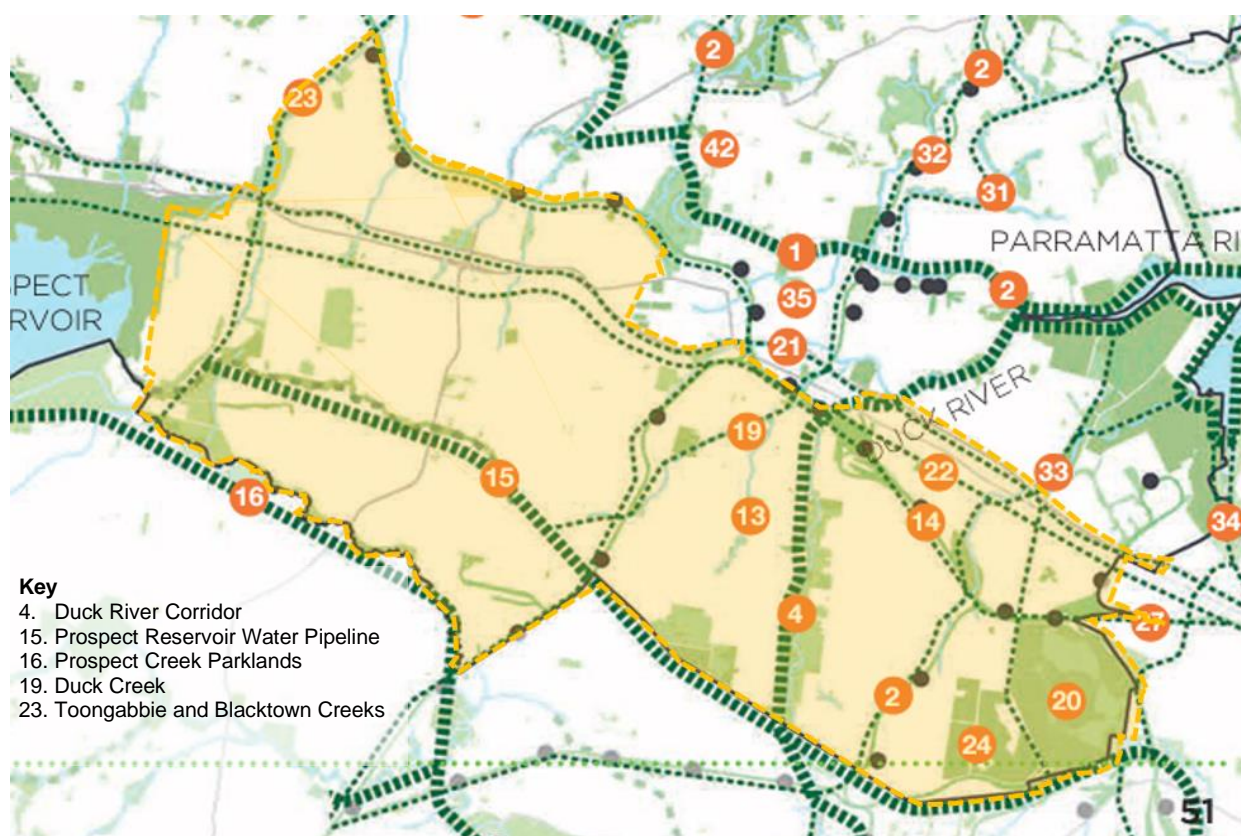 2
2
23
42
32
31
PARRAMATTA RI
1
2
SPECT
RVOIR
35
21
DUCK RIVER
19
22
33
15
16
13
14
34
Key
4. Duck River Corridor
15. Prospect Reservoir Water Pipeline
16. Prospect Creek Parklands
19. Duck Creek
23. Toongabbie and Blacktown Creeks
4
27
2
20
24
51